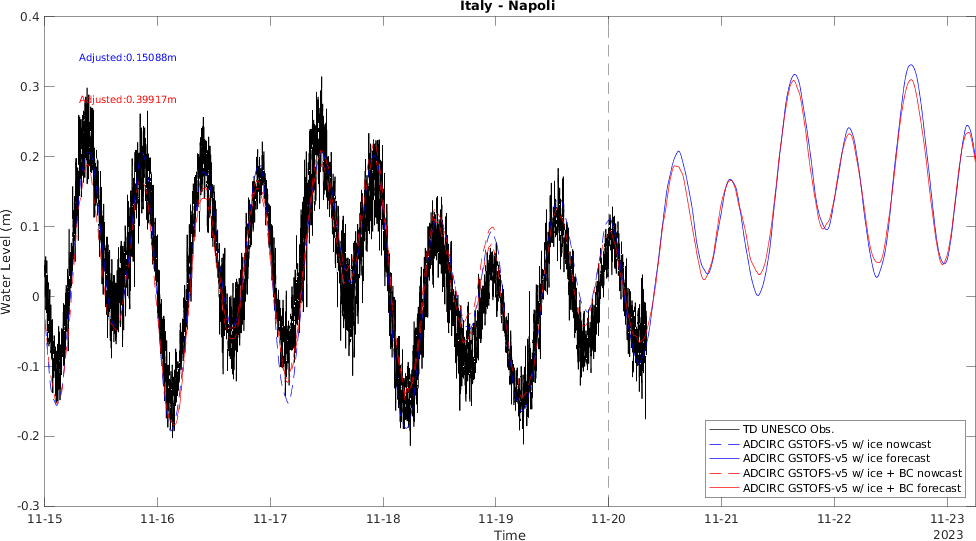 Italy - Napoli
Adjusted:0.15088m
Adjusted:0.39917m
Water Level (m)
0.4
0.3
0.2
0.1
0
-0.1
-0.2
-0.3
TD UNESCO Obs.
ADCIRC GSTOFS-v5 w/ ice nowcast
ADCIRC GSTOFS-v5 w/ ice forecast
ADCIRC GSTOFS-v5 w/ ice + BC nowcast
ADCIRC GSTOFS-v5 w/ ice + BC forecast
11-15 11-16 11-17 11-18 11-19 11-20 11-21 11-22 11-23
Time
2023